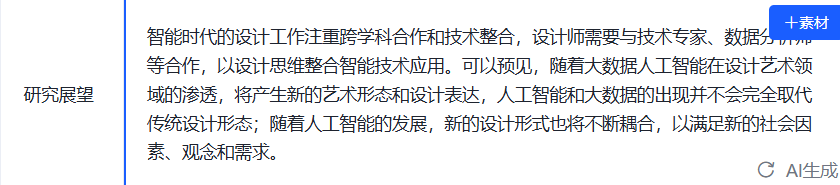 ＋素材
智能时代的设计工作注重跨学科合作和技术整合，设计师需要与技术专家、数据分析师
等合作，以设计思维整合智能技术应用。可以预见，随着大数据人工智能在设计艺术领
研究展望
域的渗透，将产生新的艺术形态和设计表达，人工智能和大数据的出现并不会完全取代
传统设计形态；随着人工智能的发展，新的设计形式也将不断耦合，以满足新的社会因
素、观念和需求。
AI生成